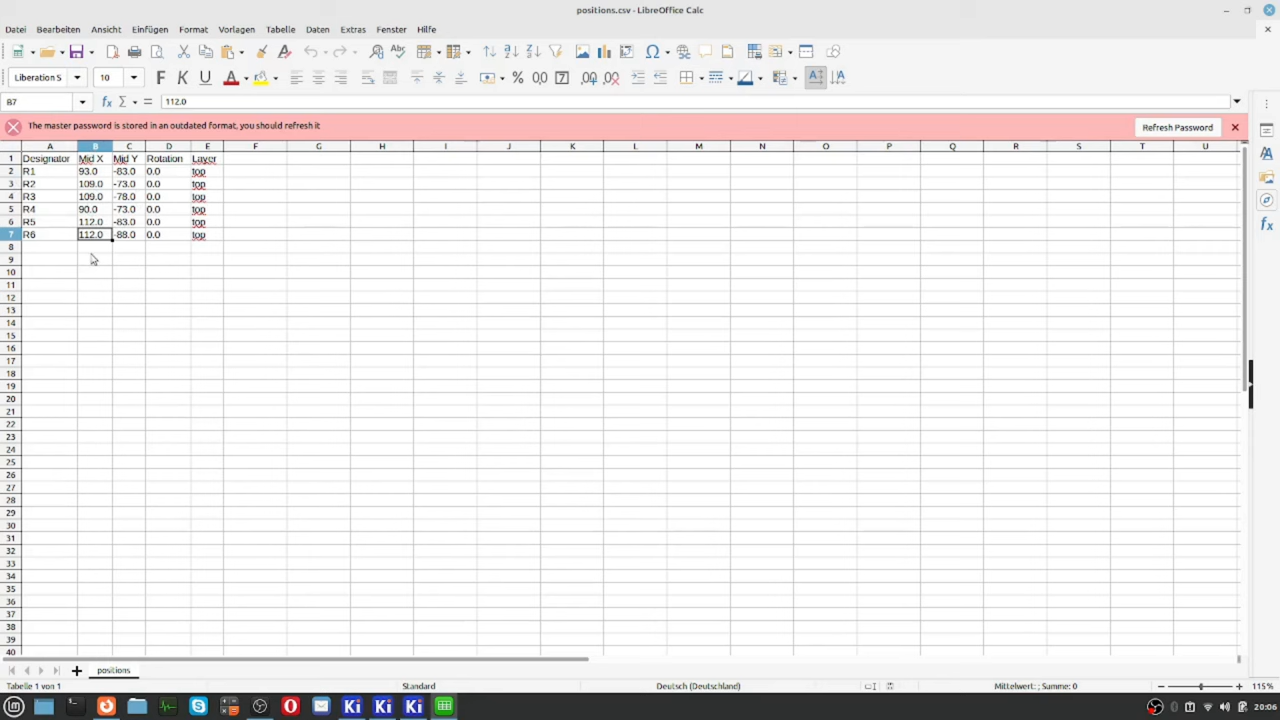 positions.csv - LibreOffice Calc
Datei Bearbeiten Ansicht Einfügen Format Vorlagen Tabelle Daten Extras Fenster Hilfe
Liberation S 10 F K U
B7 fx Σ = 112.0
The master password is stored in an outdated format, you should refresh it Refresh Password
A B C D E F G H I J K L M N O P Q R S T U
1 Designator Mid X Mid Y Rotation Layer
2 R1 93.0 -83.0 0.0 top
3 R2 109.0 -73.0 0.0 top
4 R3 109.0 -78.0 0.0 top
5 R4 90.0 -73.0 0.0 top
6 R5 112.0 -83.0 0.0 top
7 R6 112.0 -88.0 0.0 top
8
9
10
11
12
13
14
15
16
17
18
19
20
21
22
23
24
25
26
27
28
29
30
31
32
33
34
35
36
37
38
39
40
positions
Tabelle 1 von 1 Standard Deutsch (Deutschland) Mittelwert: ; Summe: 0 115%
Ki Ki Ki 20:06